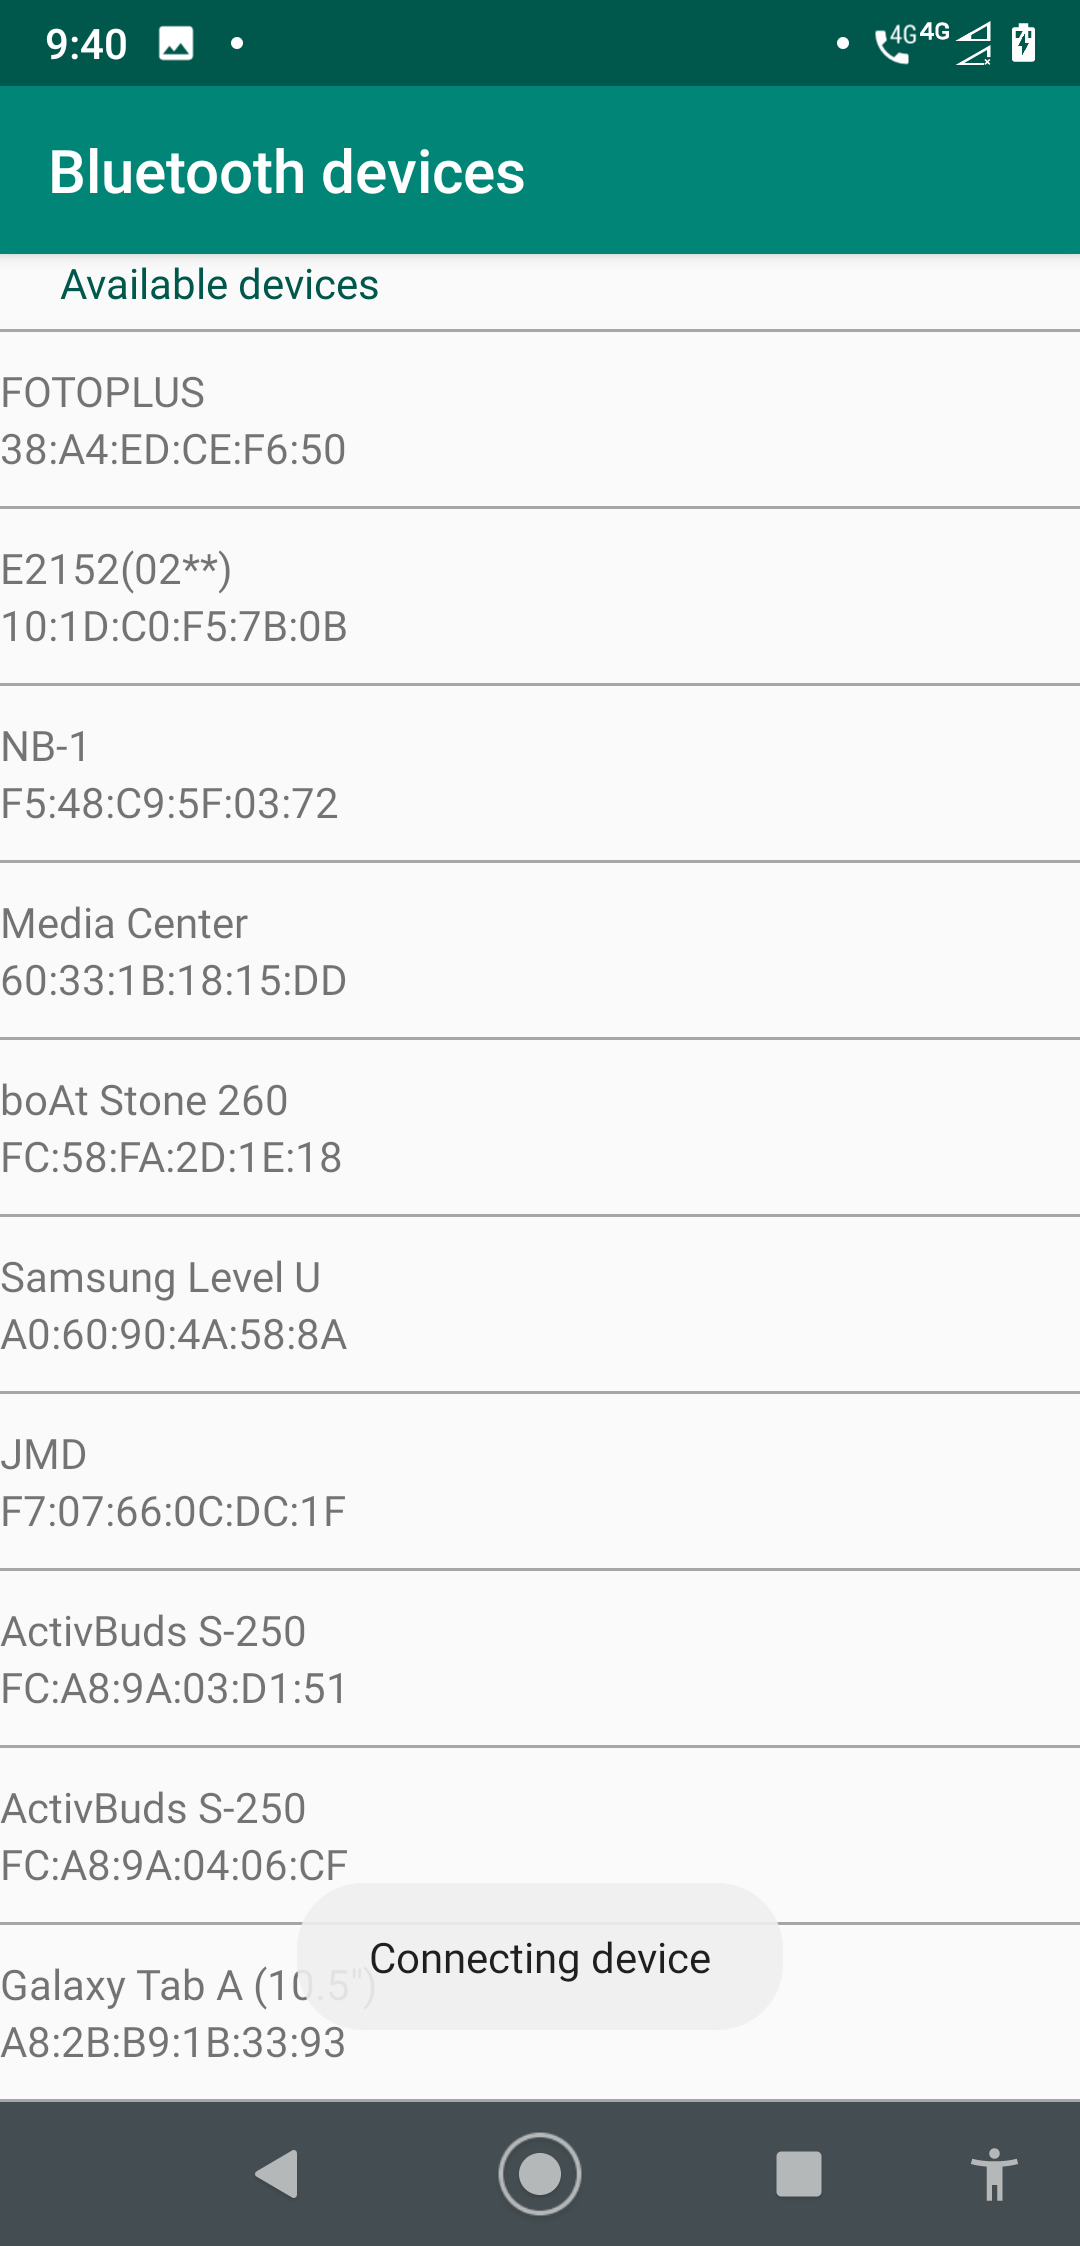 9:40
4G 4G
Bluetooth devices
Available devices
FOTOPLUS
38:A4:ED:CE:F6:50
E2152(02**)
10:1D:C0:F5:7B:0B
NB-1
F5:48:C9:5F:03:72
Media Center
60:33:1B:18:15:DD
boAt Stone 260
FC:58:FA:2D:1E:18
Samsung Level U
A0:60:90:4A:58:8A
JMD
F7:07:66:0C:DC:1F
ActivBuds S-250
FC:A8:9A:03:D1:51
ActivBuds S-250
FC:A8:9A:04:06:CF
Connecting device
Galaxy Tab A (10.5")
A8:2B:B9:1B:33:93